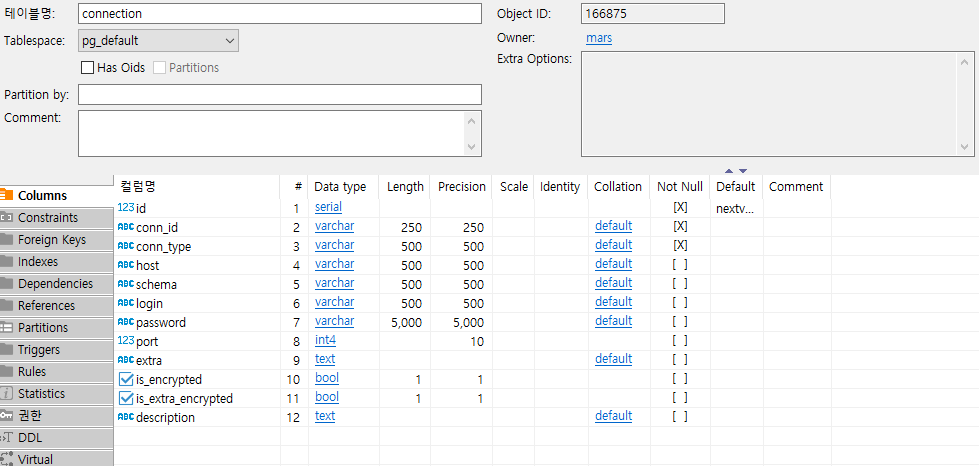 테이블명: connection Object ID: 166875
Tablespace: pg_default Owner: mars
Has Oids Partitions Extra Options:
Partition by:
Comment:
Columns
Constraints
Foreign Keys
Indexes
Dependencies
References
Partitions
Triggers
Rules
Statistics
권한
DDL
Virtual
컬럼명 # Data type Length Precision Scale Identity Collation Not Null Default Comment
123 id 1 serial [X] nextv...
ABC conn_id 2 varchar 250 250 default [X]
ABC conn_type 3 varchar 500 500 default [X]
ABC host 4 varchar 500 500 default [ ]
ABC schema 5 varchar 500 500 default [ ]
ABC login 6 varchar 500 500 default [ ]
ABC password 7 varchar 5,000 5,000 default [ ]
123 port 8 int4 10 [ ]
ABC extra 9 text default [ ]
is_encrypted 10 bool 1 1 [ ]
is_extra_encrypted 11 bool 1 1 [ ]
ABC description 12 text default [ ]